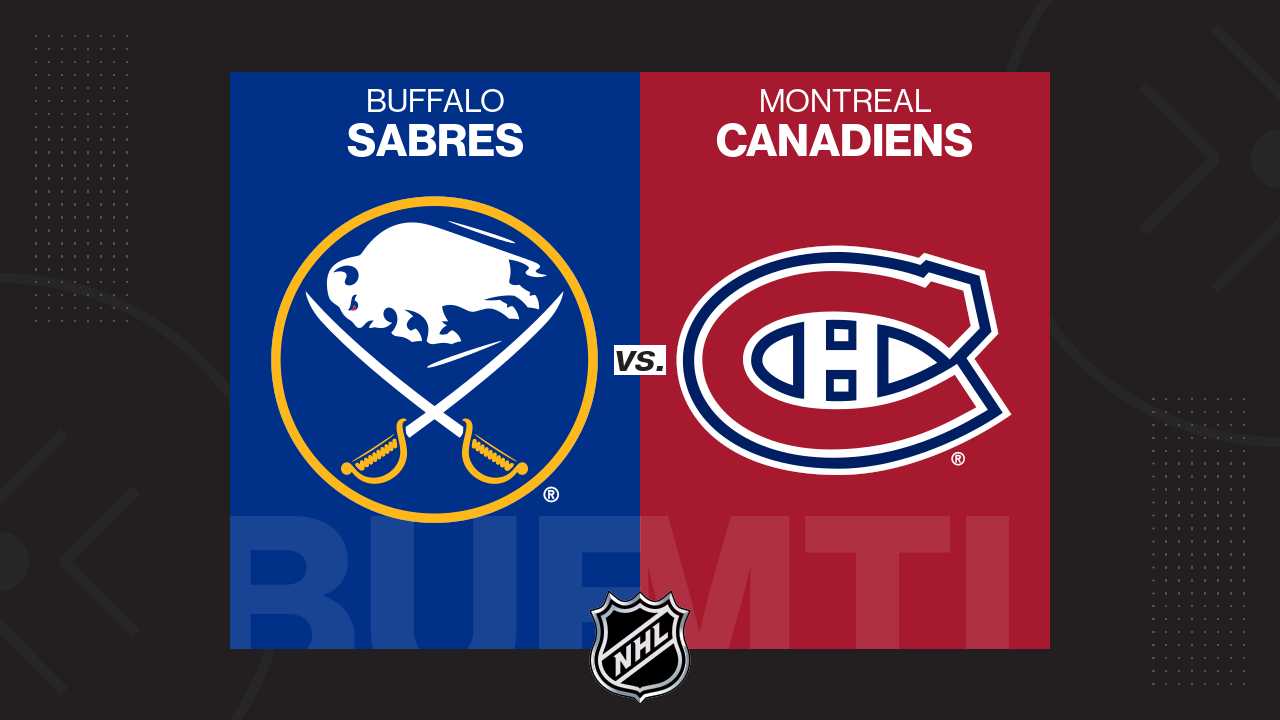 BUFFALO
SABRES
MONTREAL
CANADIENS
vs.
®
®
BUF
MTL
NHL